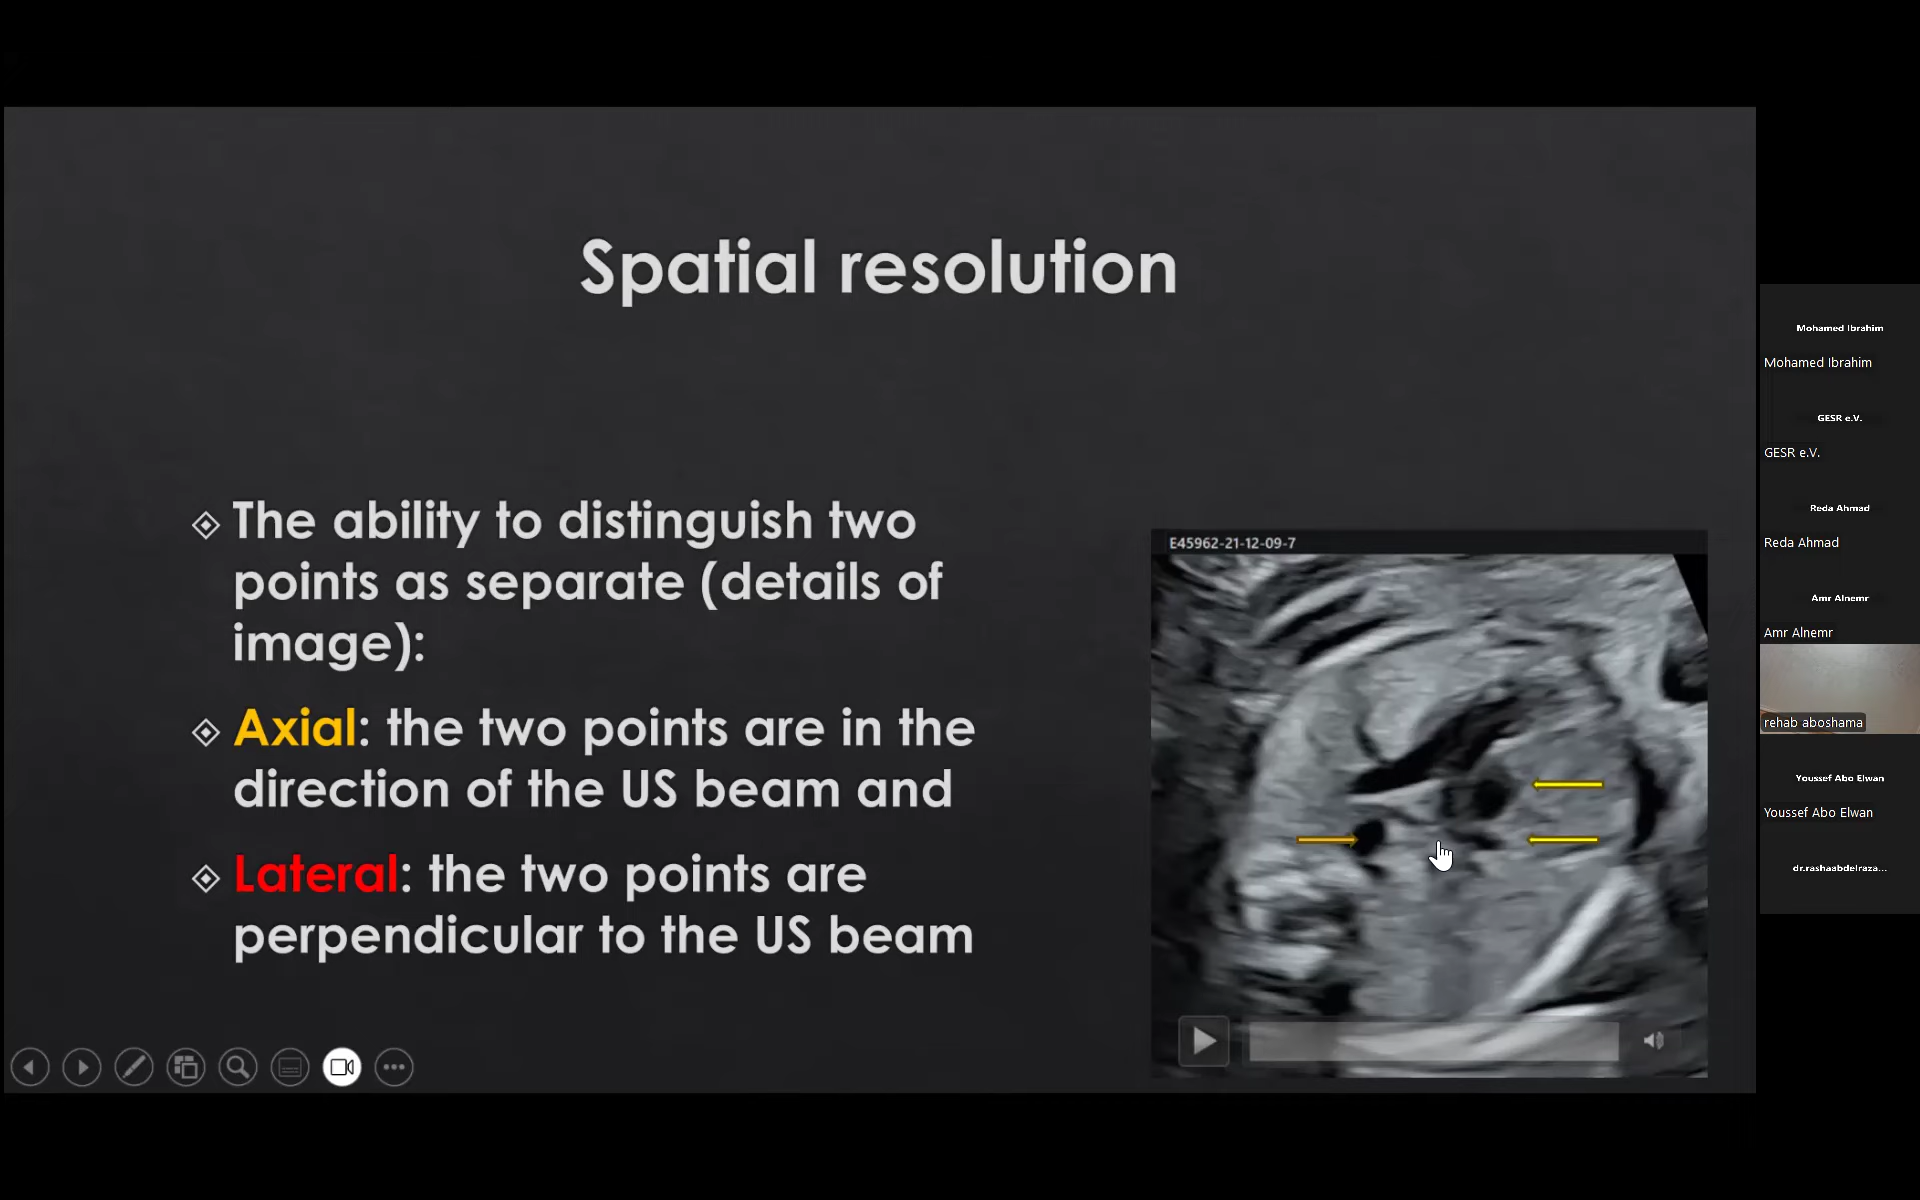 Spatial resolution
The ability to distinguish two
points as separate (details of
image):
Axial: the two points are in the
direction of the US beam and
Lateral: the two points are
perpendicular to the US beam
E45962-21-12-09-7
Mohamed Ibrahim
Mohamed Ibrahim
GESR e.V.
GESR e.V.
Reda Ahmad
Reda Ahmad
Amr Alnemr
Amr Alnemr
rehab aboshama
Youssef Abo Elwan
Youssef Abo Elwan
dr.rashaabdelraza...